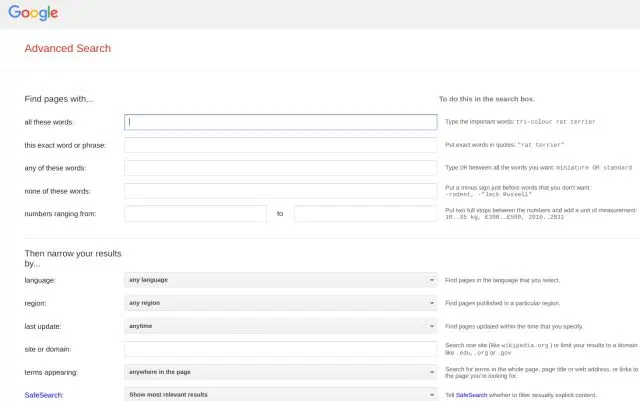 Google
Advanced Search
Find pages with...
To do this in the search box.
all these words:
Type the important words: tri-colour rat terrier
this exact word or phrase:
Put exact words in quotes: "rat terrier"
any of these words:
Type OR between all the words you want: miniature OR standard
none of these words:
Put a minus sign just before words that you don't want:
-rodent, -"Jack Russell"
numbers ranging from:
to
Put two full stops between the numbers and add a unit of measurement:
10..35 kg, £300..£500, 2010..2011
Then narrow your results
by...
language:
any language
Find pages in the language that you select.
region:
any region
Find pages published in a particular region.
last update:
anytime
Find pages updated within the time that you specify.
site or domain:
Search one site (like wikipedia.org ) or limit your results to a domain
like .edu, .org or .gov
terms appearing:
anywhere in the page
Search for terms in the whole page, page title or web address, or links to
the page you're looking for.
SafeSearch:
Show most relevant results
Tell SafeSearch whether to filter sexually explicit content.